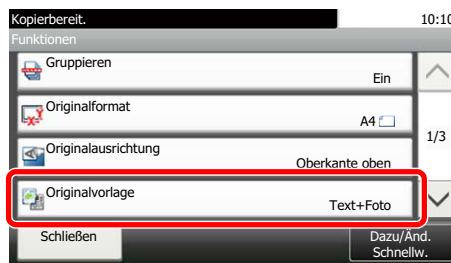 Kopierbereit. 10:10
Funktionen
Gruppieren
Ein
Originalformat
A4
1/3
Originalausrichtung
Oberkante oben
Originalvorlage
Text+Foto
Schließen
Dazu/Änd.
Schnellw.